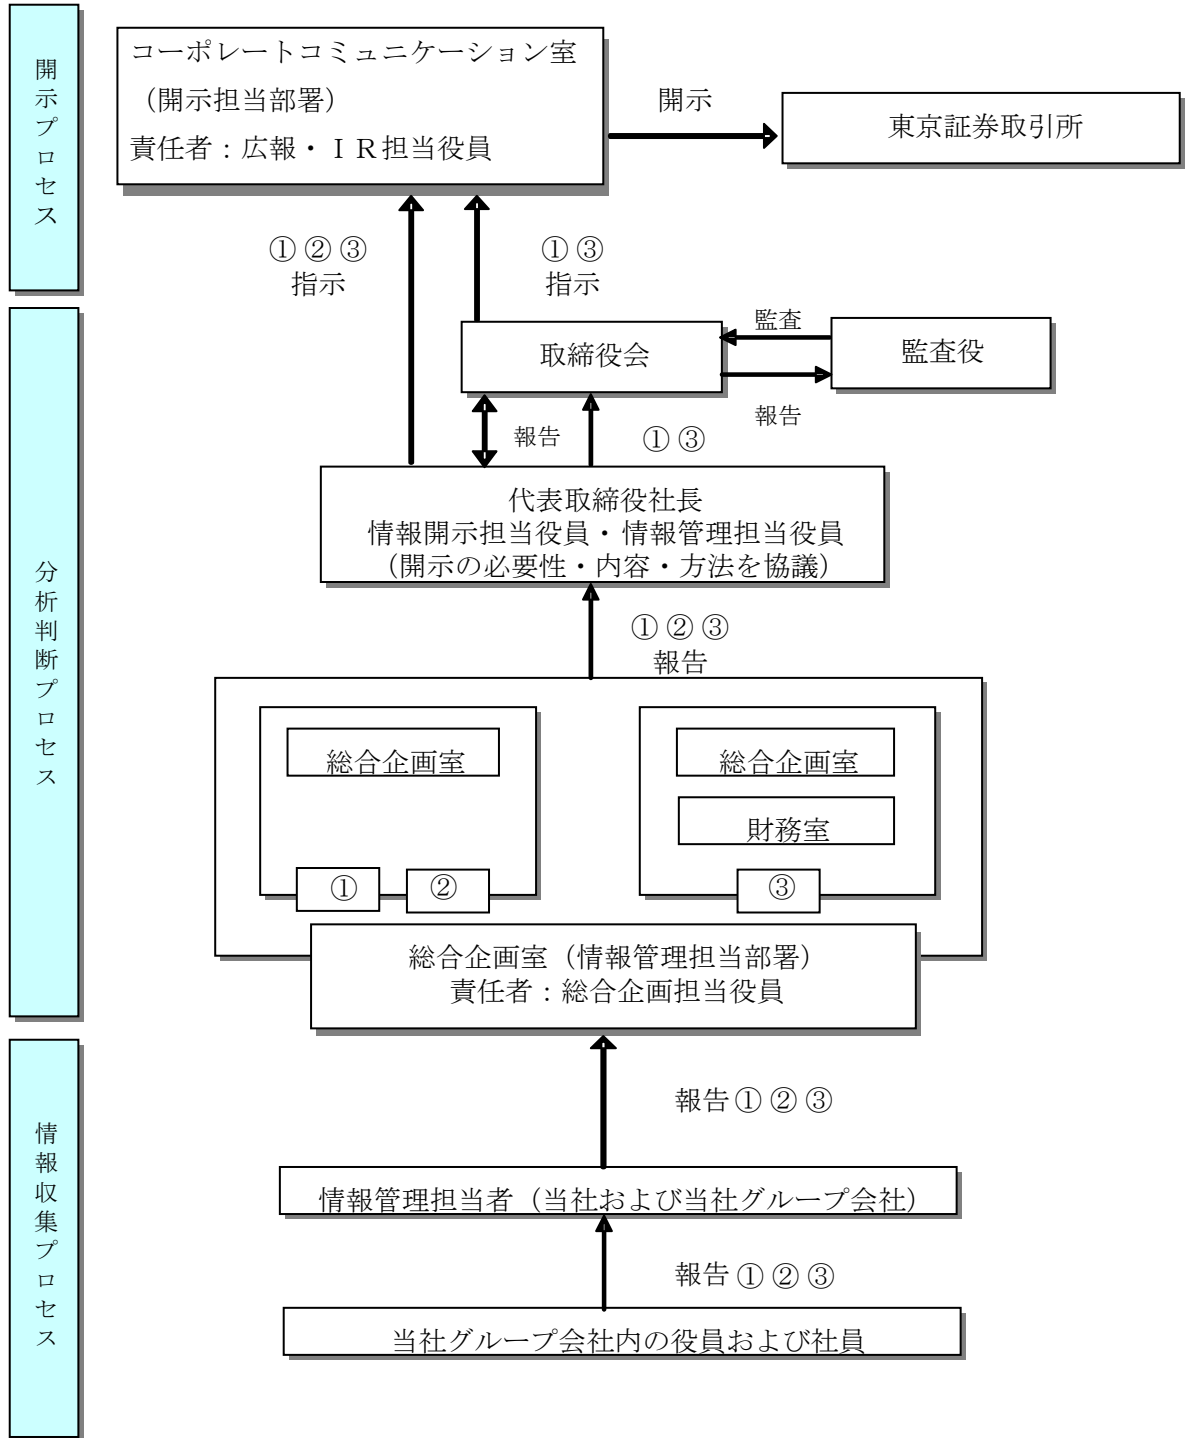 開示プロセス
コーポレートコミュニケーション室
（開示担当部署）
責任者：広報・ＩＲ担当役員
開示
東京証券取引所
①②③
指示
①③
指示
分析判断プロセス
取締役会
監査
監査役
報告
報告
①③
代表取締役社長
情報開示担当役員・情報管理担当役員
（開示の必要性・内容・方法を協議）
①②③
報告
総合企画室
総合企画室
財務室
①
②
③
総合企画室（情報管理担当部署）
責任者：総合企画担当役員
情報収集プロセス
報告①②③
情報管理担当者（当社および当社グループ会社）
報告①②③
当社グループ会社内の役員および社員